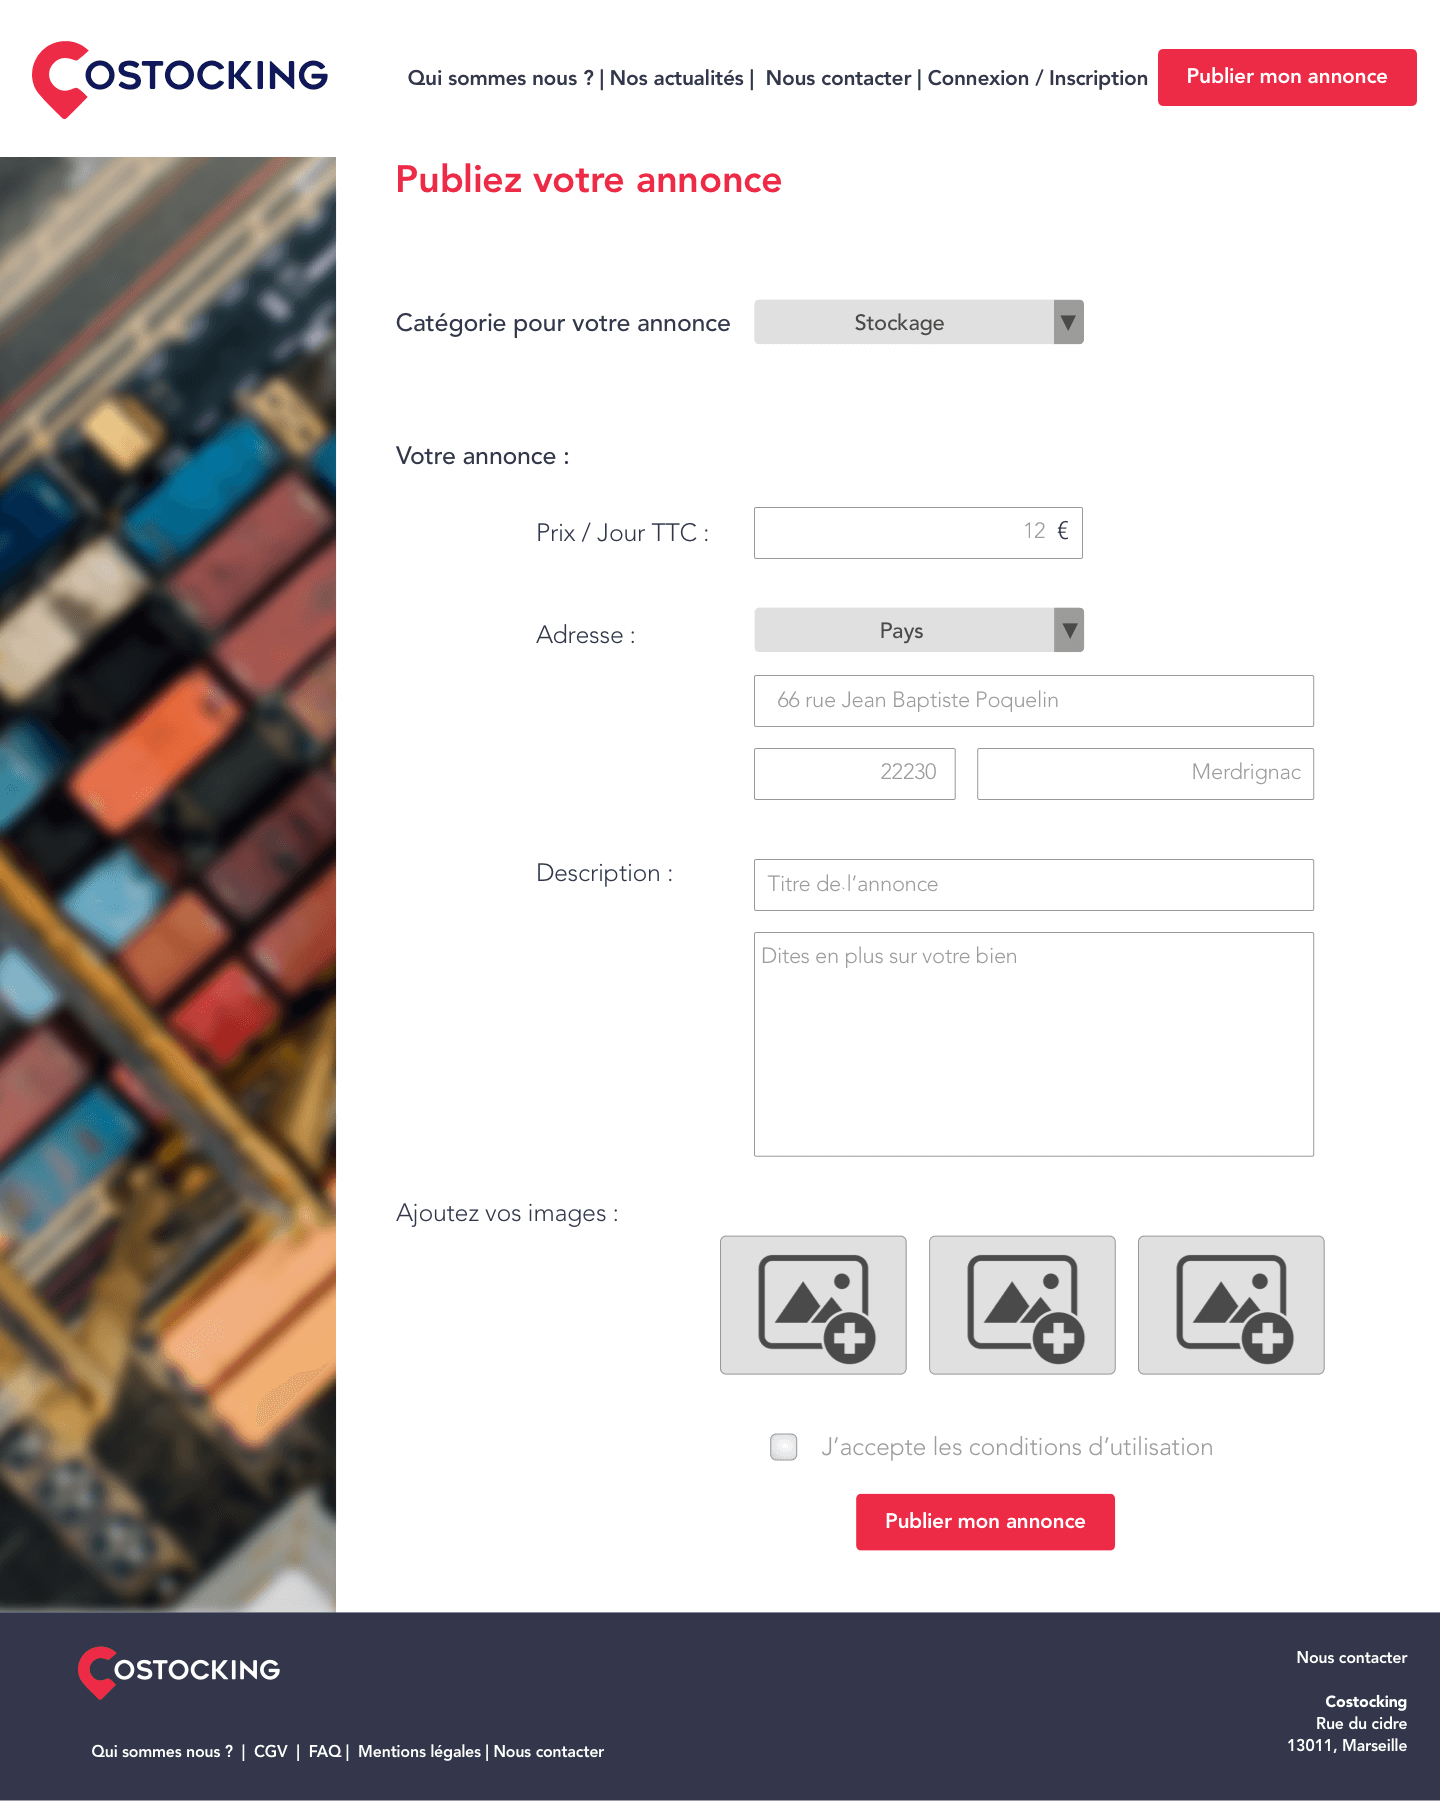 COSTOCKING
Qui sommes nous ? | Nos actualités | Nous contacter | Connexion / Inscription
Publier mon annonce
Publiez votre annonce
Catégorie pour votre annonce
Stockage
Votre annonce :
Prix / Jour TTC :
12 €
Adresse :
Pays
66 rue Jean Baptiste Poquelin
22230
Merdrignac
Description :
Titre de l’annonce
Dites en plus sur votre bien
Ajoutez vos images :
J’accepte les conditions d’utilisation
Publier mon annonce
COSTOCKING
Qui sommes nous ? | CGV | FAQ | Mentions légales | Nous contacter
Nous contacter
Costocking
Rue du cidre
13011, Marseille